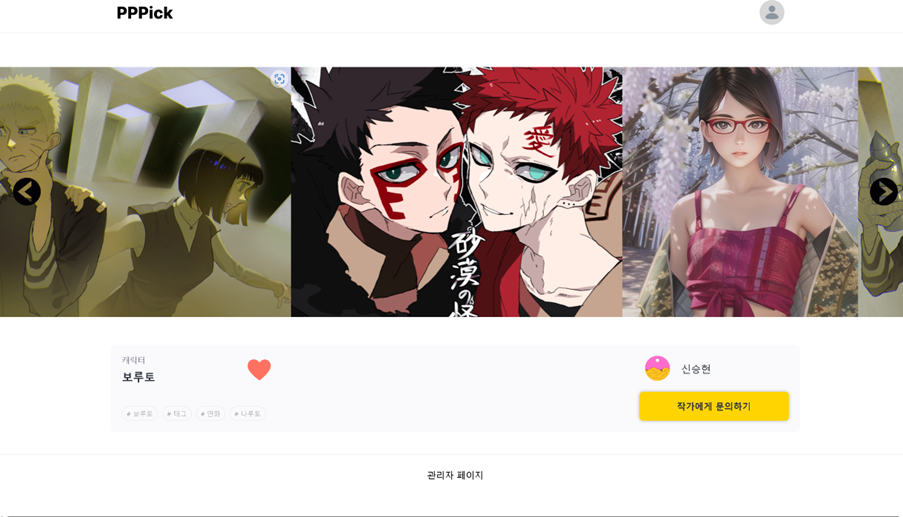 PPPick
愛
砂漠の怪
캐릭터
보루토
# 보루토 # 태그 # 만화 # 나루토
신승현
작가에게 문의하기
관리자 페이지